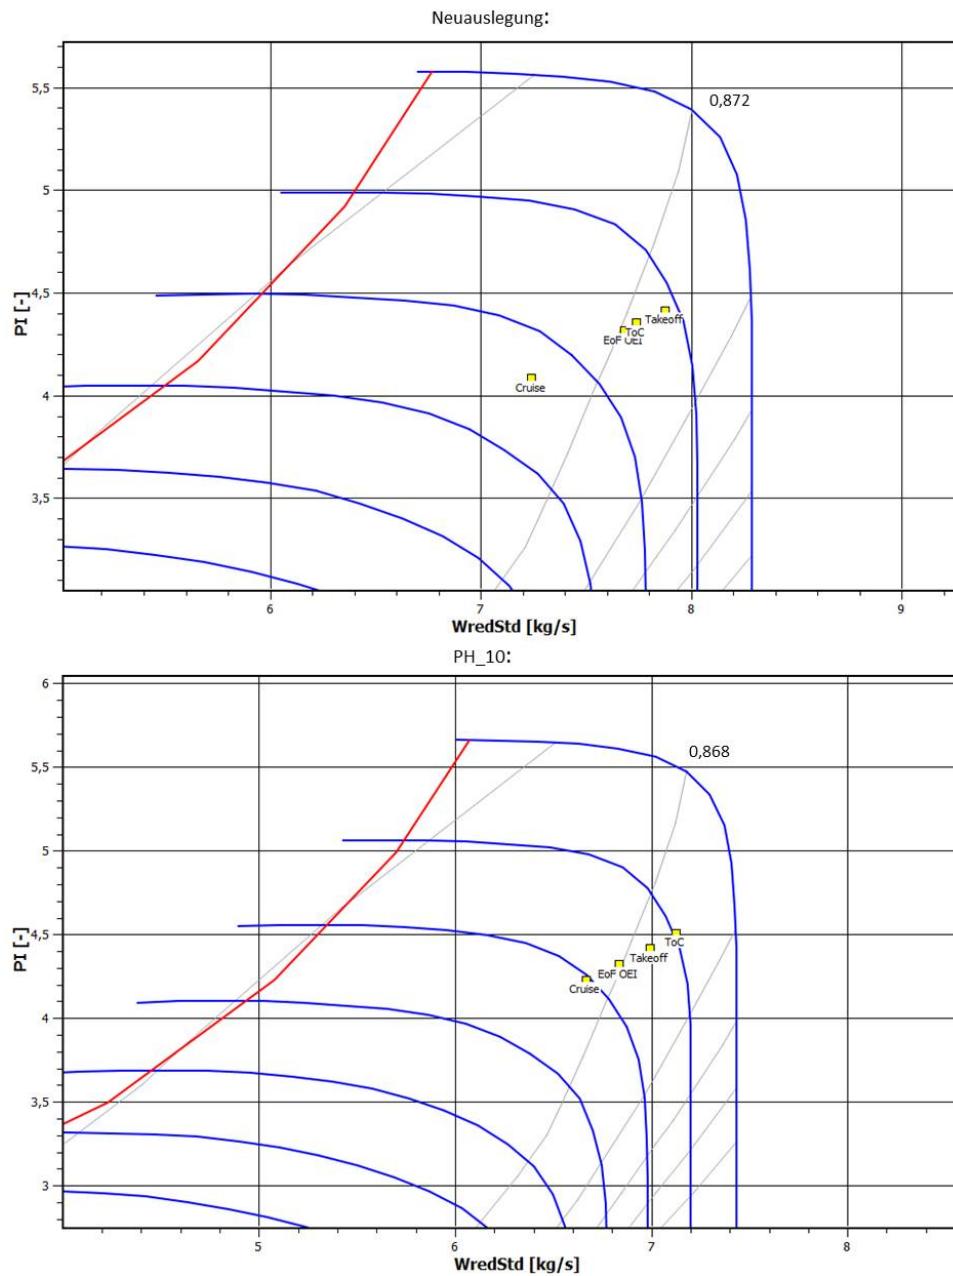 Neuauslegung:
5,5
0,872
5
4,5
PI [-]
Takeoff
ToC
EoF OEI
4
Cruise
3,5
6
7
8
9
WredStd [kg/s]
PH_10:
6
5,5
0,868
5
4,5
PI [-]
ToC
Takeoff
EoF OEI
Cruise
4
3,5
3
5
6
7
8
WredStd [kg/s]